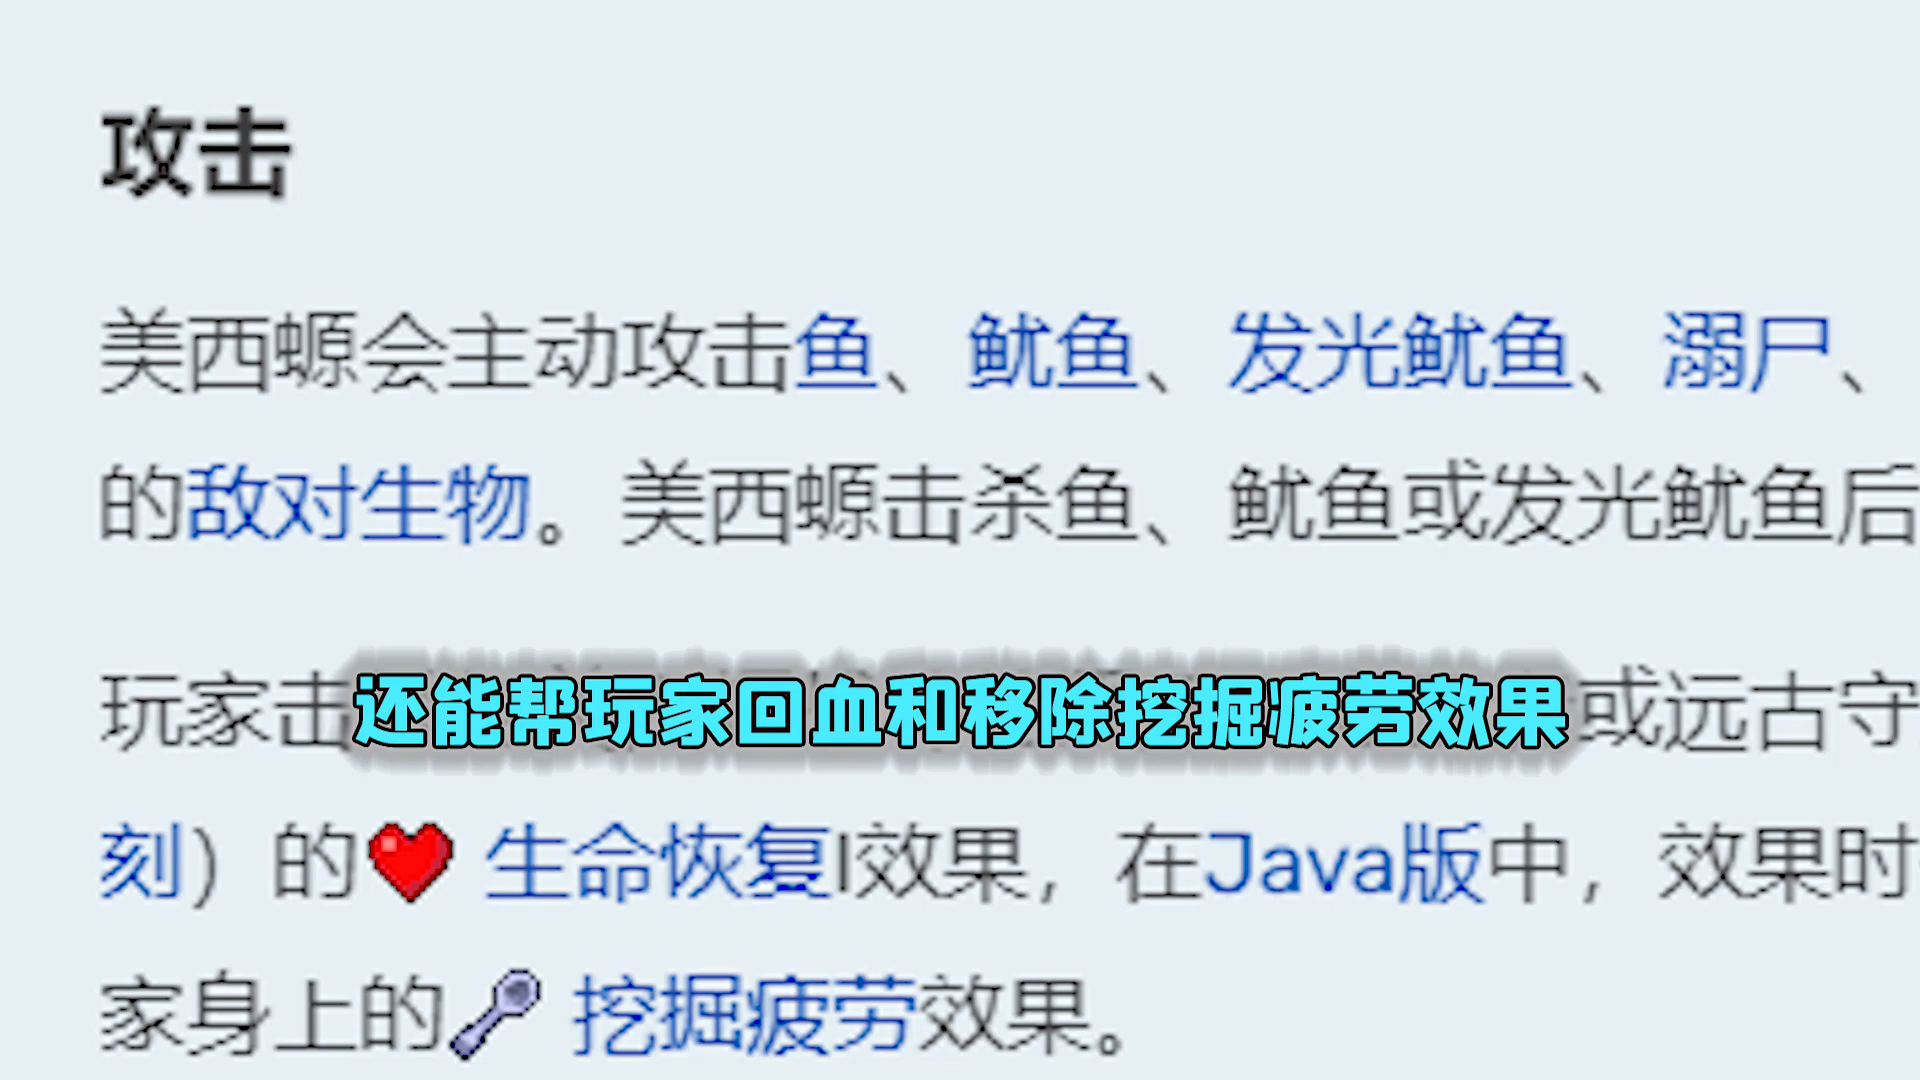 攻击
美西螈会主动攻击鱼、鱿鱼、发光鱿鱼、溺尸、
的敌对生物。美西螈击杀鱼、鱿鱼或发光鱿鱼后
玩家击
还能帮玩家回血和移除挖掘疲劳效果
或远古守
刻）的 生命恢复I效果，在Java版中，效果时
家身上的 挖掘疲劳效果。